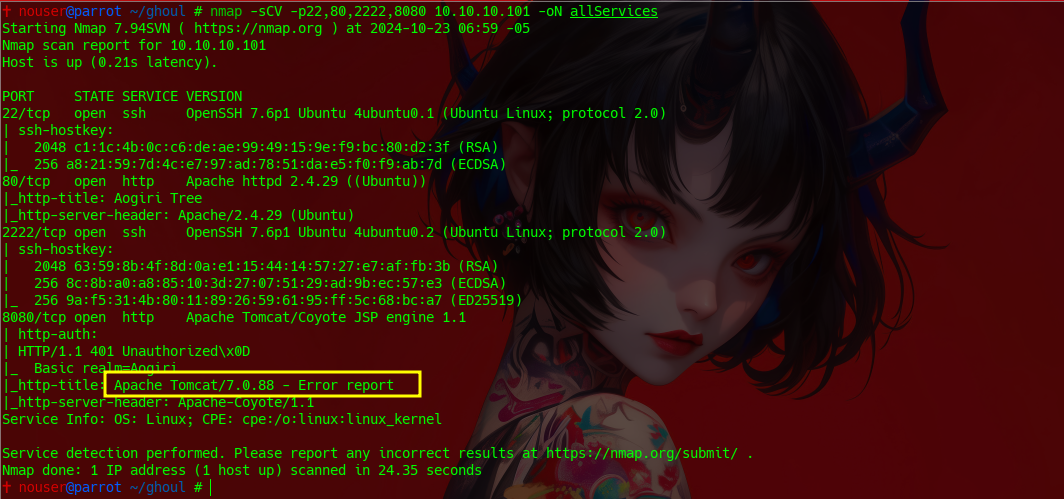 † nouser@parrot ~/ghoul # nmap -sCV -p22,80,2222,8080 10.10.10.101 -oN allServices
Starting Nmap 7.94SVN ( https://nmap.org ) at 2024-10-23 06:59 -05
Nmap scan report for 10.10.10.101
Host is up (0.21s latency).
PORT     STATE SERVICE VERSION
22/tcp   open  ssh     OpenSSH 7.6p1 Ubuntu 4ubuntu0.1 (Ubuntu Linux; protocol 2.0)
| ssh-hostkey:
|   2048 c1:1c:4b:0c:c6:de:ae:99:49:15:9e:f9:bc:80:d2:3f (RSA)
|_  256 a8:21:59:7d:4c:e7:97:ad:78:51:da:e5:f0:f9:ab:7d (ECDSA)
80/tcp   open  http    Apache httpd 2.4.29 ((Ubuntu))
|_http-title: Aogiri Tree
|_http-server-header: Apache/2.4.29 (Ubuntu)
2222/tcp open  ssh     OpenSSH 7.6p1 Ubuntu 4ubuntu0.2 (Ubuntu Linux; protocol 2.0)
| ssh-hostkey:
|   2048 63:59:8b:4f:8d:0a:e1:15:44:14:57:27:e7:af:fb:3b (RSA)
|   256 8c:8b:a0:a8:85:10:3d:27:07:51:29:ad:9b:ec:57:e3 (ECDSA)
|_  256 9a:f5:31:4b:80:11:89:26:59:61:95:ff:5c:68:bc:a7 (ED25519)
8080/tcp open  http    Apache Tomcat/Coyote JSP engine 1.1
| http-auth:
| HTTP/1.1 401 Unauthorized\x0D
|_  Basic realm=Aogiri
|_http-title: Apache Tomcat/7.0.88 - Error report
|_http-server-header: Apache-Coyote/1.1
Service Info: OS: Linux; CPE: cpe:/o:linux:linux_kernel
Service detection performed. Please report any incorrect results at https://nmap.org/submit/ .
Nmap done: 1 IP address (1 host up) scanned in 24.35 seconds
† nouser@parrot ~/ghoul #